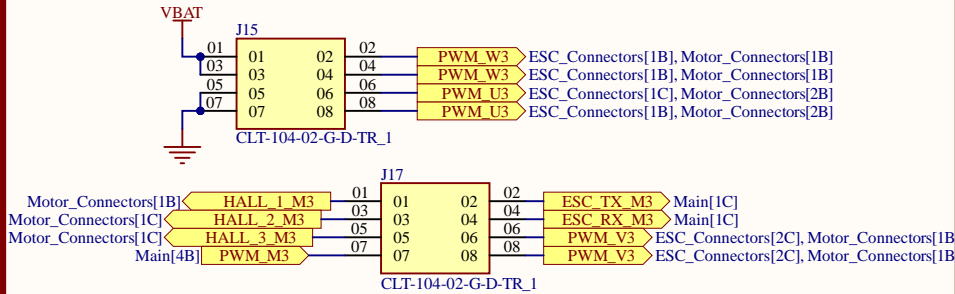 VBAT
J15
01 01 02 02 PWM_W3 ESC_Connectors[1B], Motor_Connectors[1B]
03 03 04 04 PWM_W3 ESC_Connectors[1B], Motor_Connectors[1B]
05 05 06 06 PWM_U3 ESC_Connectors[1C], Motor_Connectors[2B]
07 07 08 08 PWM_U3 ESC_Connectors[1B], Motor_Connectors[2B]
CLT-104-02-G-D-TR_1
J17
Motor_Connectors[1B] HALL_1_M3 01 01 02 02 ESC_TX_M3 Main[1C]
Motor_Connectors[1C] HALL_2_M3 03 03 04 04 ESC_RX_M3 Main[1C]
Motor_Connectors[1C] HALL_3_M3 05 05 06 06 PWM_V3 ESC_Connectors[2C], Motor_Connectors[1B
Main[4B] PWM_M3 07 07 08 08 PWM_V3 ESC_Connectors[2C], Motor_Connectors[1B
CLT-104-02-G-D-TR_1